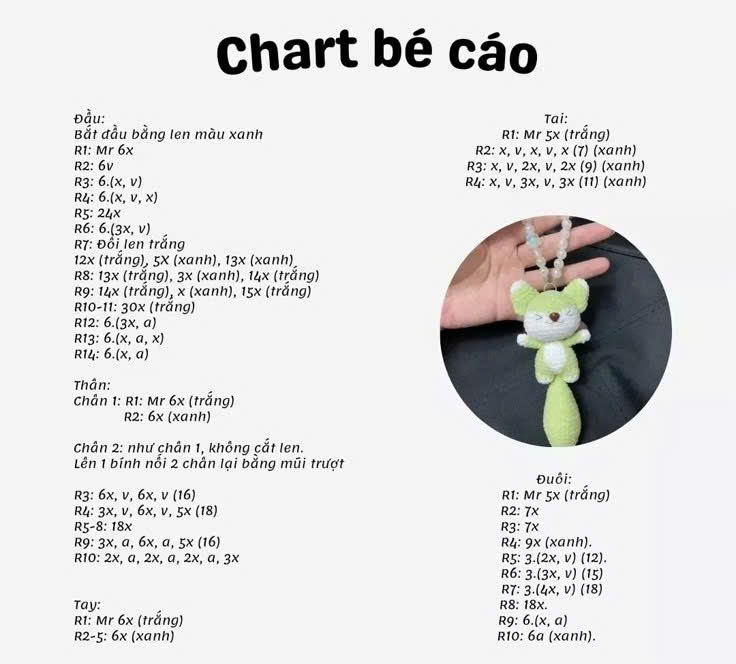 Chart bé cáo
Đầu:
Bắt đầu bằng len màu xanh
R1: Mr 6x
R2: 6v
R3: 6.(x, v)
R4: 6.(x, v, x)
R5: 24x
R6: 6.(3x, v)
R7: Đổi len trắng
12x (trắng), 5X (xanh), 13x (xanh)
R8: 13x (trắng), 3x (xanh), 14x (trắng)
R9: 14x (trắng), x (xanh), 15x (trắng)
R10-11: 30x (trắng)
R12: 6.(3x, a)
R13: 6.(x, a, x)
R14: 6.(x, a)
Thân:
Chân 1: R1: Mr 6x (trắng)
R2: 6x (xanh)
Chân 2: như chân 1, không cắt len.
Lên 1 bính nối 2 chân lại bằng mũi trượt
R3: 6x, v, 6x, v (16)
R4: 3x, v, 6x, v, 5x (18)
R5-8: 18x
R9: 3x, a, 6x, a, 5x (16)
R10: 2x, a, 2x, a, 2x, a, 3x
Tay:
R1: Mr 6x (trắng)
R2-5: 6x (xanh)
Tai:
R1: Mr 5x (trắng)
R2: x, v, x, v, x (7) (xanh)
R3: x, v, 2x, v, 2x (9) (xanh)
R4: x, v, 3x, v, 3x (11) (xanh)
Đuôi:
R1: Mr 5x (trắng)
R2: 7x
R3: 7x
R4: 9x (xanh).
R5: 3.(2x, v) (12).
R6: 3.(3x, v) (15)
R7: 3.(4x, v) (18)
R8: 18x.
R9: 6.(x, a)
R10: 6a (xanh).